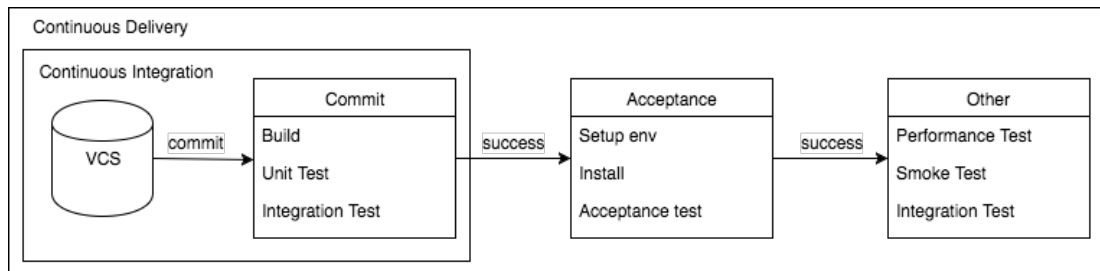 Continuous Delivery
Continuous Integration
VCS
commit
Commit
Build
Unit Test
Integration Test
success
Acceptance
Setup env
Install
Acceptance test
success
Other
Performance Test
Smoke Test
Integration Test